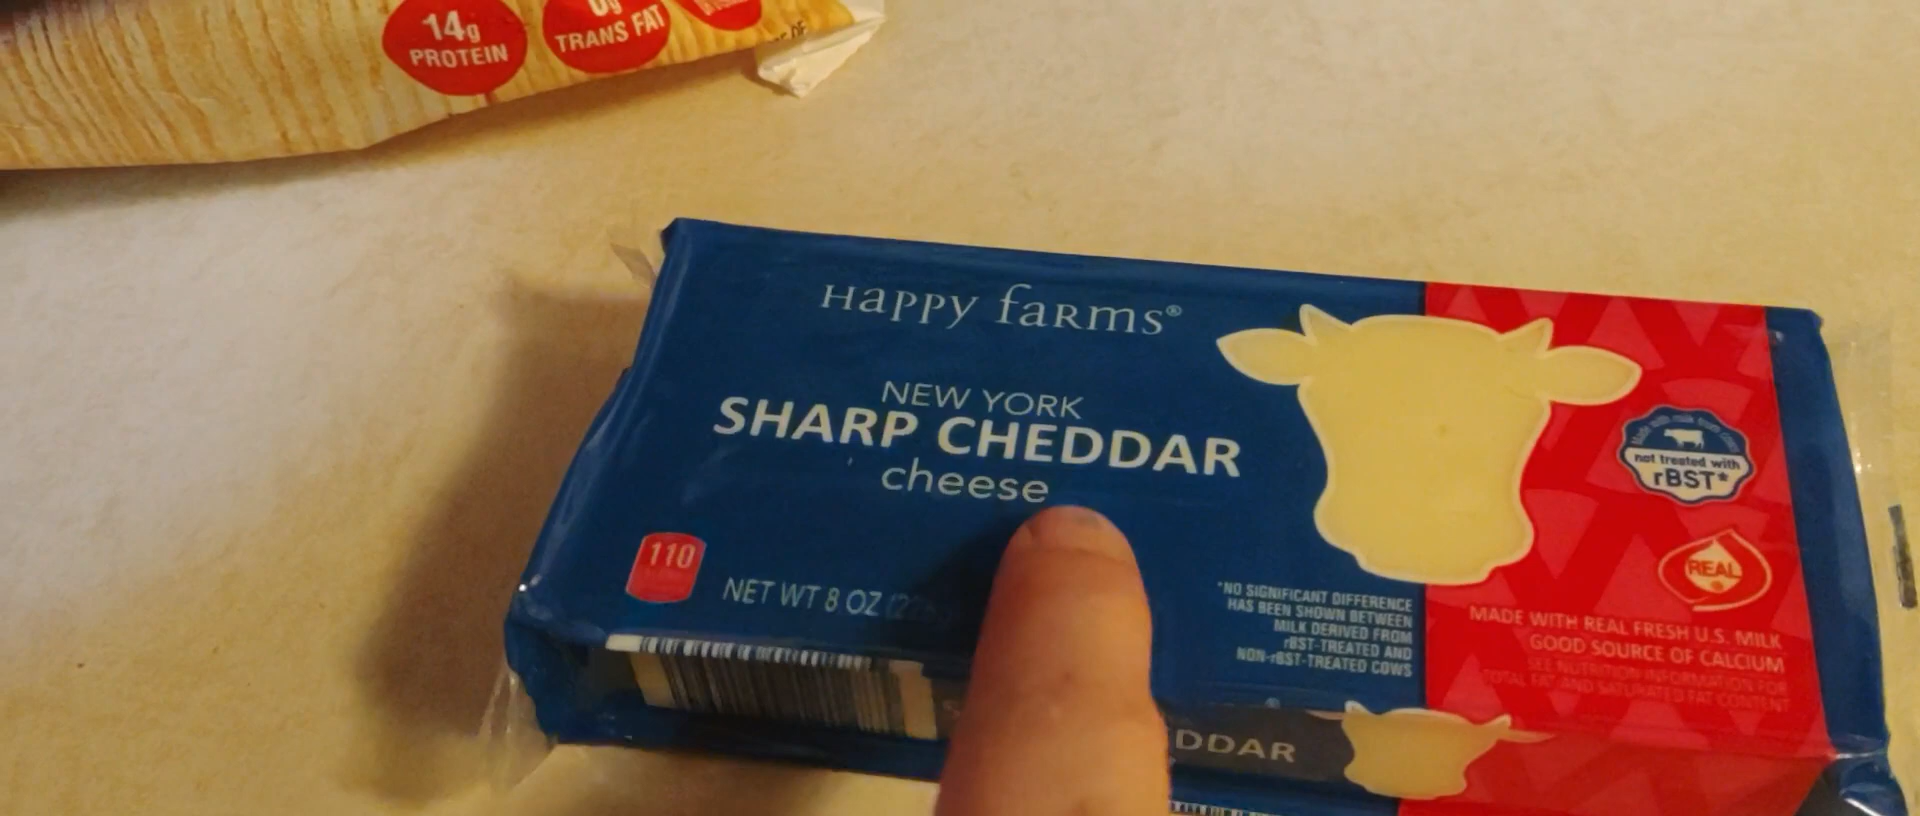 14g
PROTEIN
0g
TRANS FAT
Happy Farms®
NEW YORK
SHARP CHEDDAR
cheese
110
NET WT 8 OZ
not treated with
rBST*
REAL
®
*NO SIGNIFICANT DIFFERENCE
HAS BEEN SHOWN BETWEEN
MILK DERIVED FROM
rBST-TREATED AND
NON-rBST-TREATED COWS
MADE WITH REAL FRESH U.S. MILK
GOOD SOURCE OF CALCIUM
SEE NUTRITION INFORMATION FOR
TOTAL FAT AND SATURATED FAT CONTENT
DDAR